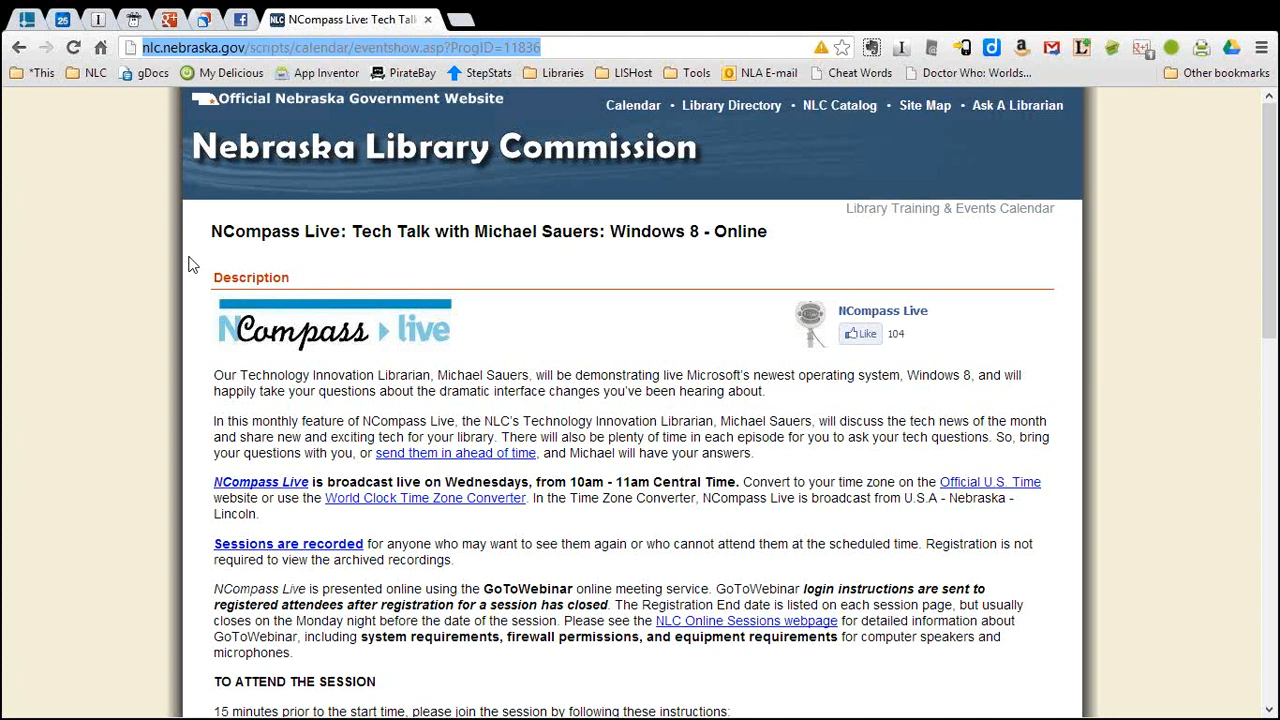 25
NLC NCompass Live: Tech Tal
nlc.nebraska.gov/scripts/calendar/eventshow.asp?ProgID=11836
*This NLC gDocs My Delicious App Inventor PirateBay StepStats Libraries LISHost Tools NLA E-mail Cheat Words Doctor Who Worlds... Other bookmarks
Official Nebraska Government Website
Calendar • Library Directory • NLC Catalog • Site Map • Ask A Librarian
Nebraska Library Commission
Library Training & Events Calendar
NCompass Live: Tech Talk with Michael Sauers: Windows 8 - Online
Description
NCompass live
NCompass Live
Like 104
Our Technology Innovation Librarian, Michael Sauers, will be demonstrating live Microsoft's newest operating system, Windows 8, and will
happily take your questions about the dramatic interface changes you've been hearing about.
In this monthly feature of NCompass Live, the NLC's Technology Innovation Librarian, Michael Sauers, will discuss the tech news of the month
and share new and exciting tech for your library. There will also be plenty of time in each episode for you to ask your tech questions. So, bring
your questions with you, or send them in ahead of time, and Michael will have your answers.
NCompass Live is broadcast live on Wednesdays, from 10am - 11am Central Time. Convert to your time zone on the Official U.S. Time
website or use the World Clock Time Zone Converter. In the Time Zone Converter, NCompass Live is broadcast from U.S.A - Nebraska -
Lincoln.
Sessions are recorded for anyone who may want to see them again or who cannot attend them at the scheduled time. Registration is not
required to view the archived recordings.
NCompass Live is presented online using the GoToWebinar online meeting service. GoToWebinar login instructions are sent to
registered attendees after registration for a session has closed. The Registration End date is listed on each session page, but usually
closes on the Monday night before the date of the session. Please see the NLC Online Sessions webpage for detailed information about
GoToWebinar, including system requirements, firewall permissions, and equipment requirements for computer speakers and
microphones.
TO ATTEND THE SESSION
15 minutes prior to the start time, please join the session by following these instructions: